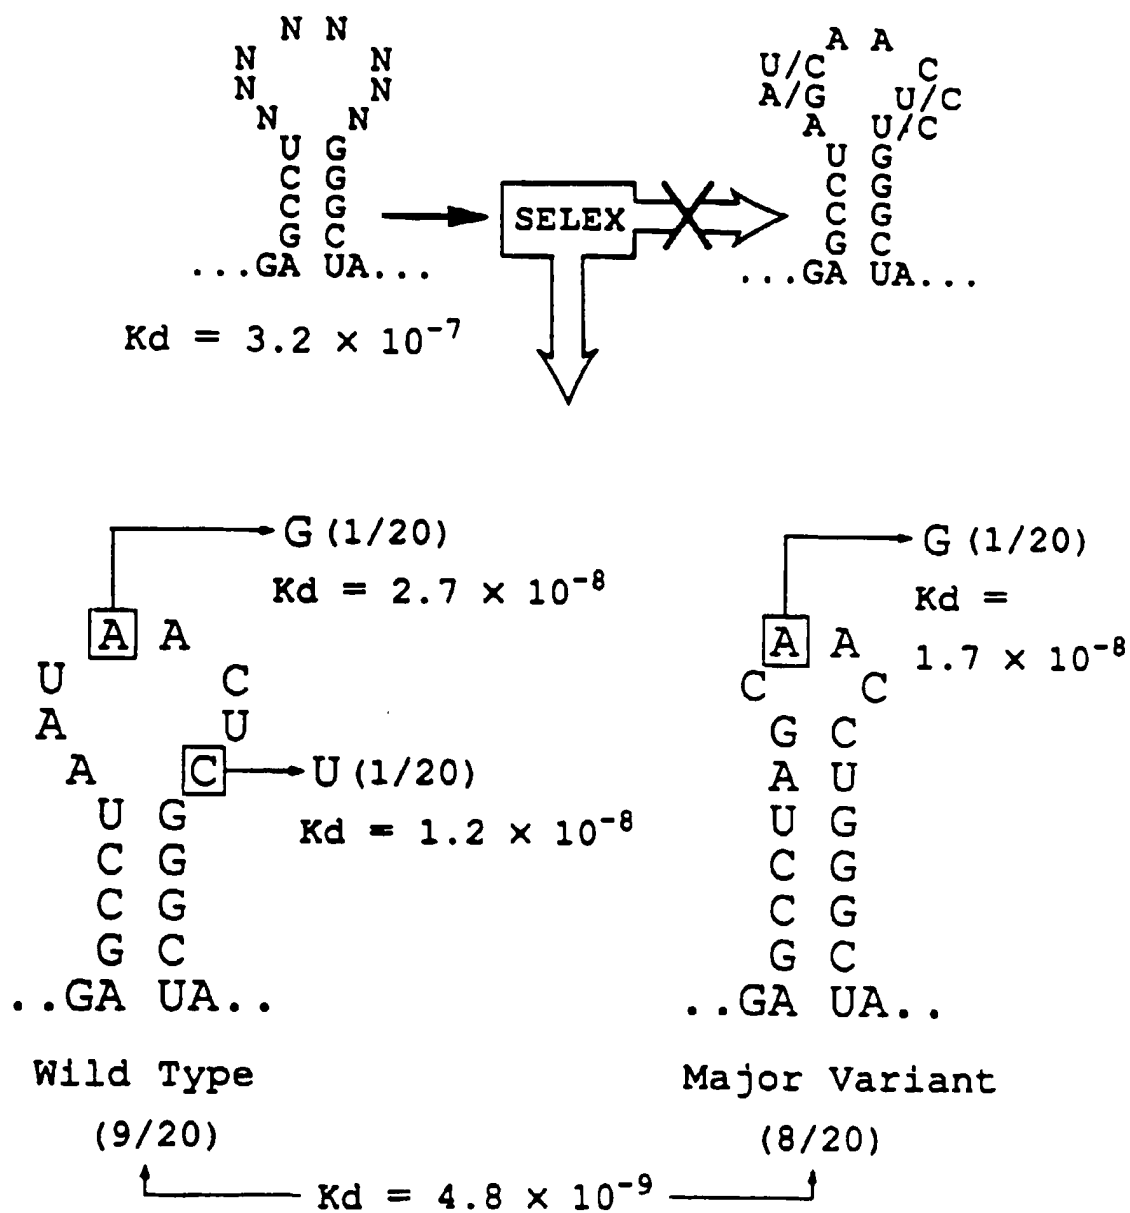 N N
N N
N N
N N
U G
C G
C G
G C
...GA UA...
Kd = 3.2 × 10⁻⁷
SELEX
A A
U/C C
A/G U/C
A U/C
U G
C G
C G
G C
...GA UA...
G (1/20)
Kd = 2.7 × 10⁻⁸
A A
U C
A U
A C
U (1/20)
Kd = 1.2 × 10⁻⁸
U G
C G
C G
G C
..GA UA..
Wild Type
(9/20)
G (1/20)
Kd =
1.7 × 10⁻⁸
A A
C C
G C
A U
U G
C G
C G
G C
..GA UA..
Major Variant
(8/20)
Kd = 4.8 × 10⁻⁹